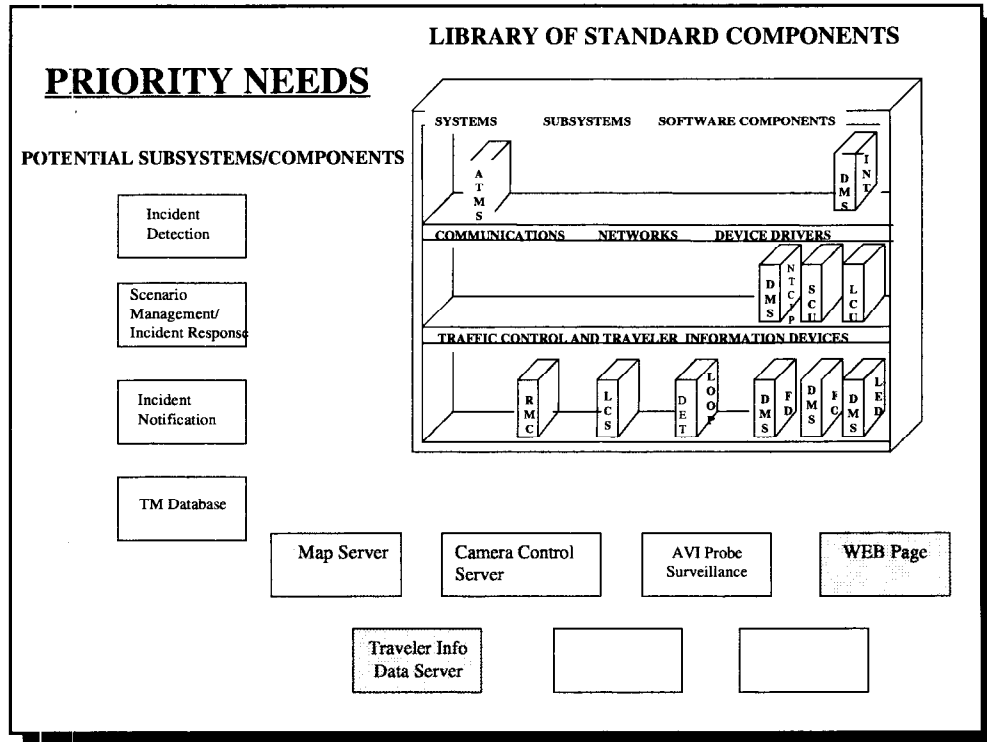 LIBRARY OF STANDARD COMPONENTS
PRIORITY NEEDS
POTENTIAL SUBSYSTEMS/COMPONENTS
SYSTEMS SUBSYSTEMS SOFTWARE COMPONENTS
ATMS
DMS INT
COMMUNICATIONS NETWORKS DEVICE DRIVERS
DMS NTCIP
SCU
LCU
TRAFFIC CONTROL AND TRAVELER INFORMATION DEVICES
RMC
LCS
DET LOOP
DMS FD
DMS FC
DMS LED
Incident
Detection
Scenario
Management/
Incident Response
Incident
Notification
TM Database
Map Server
Camera Control
Server
AVI Probe
Surveillance
WEB Page
Traveler Info
Data Server